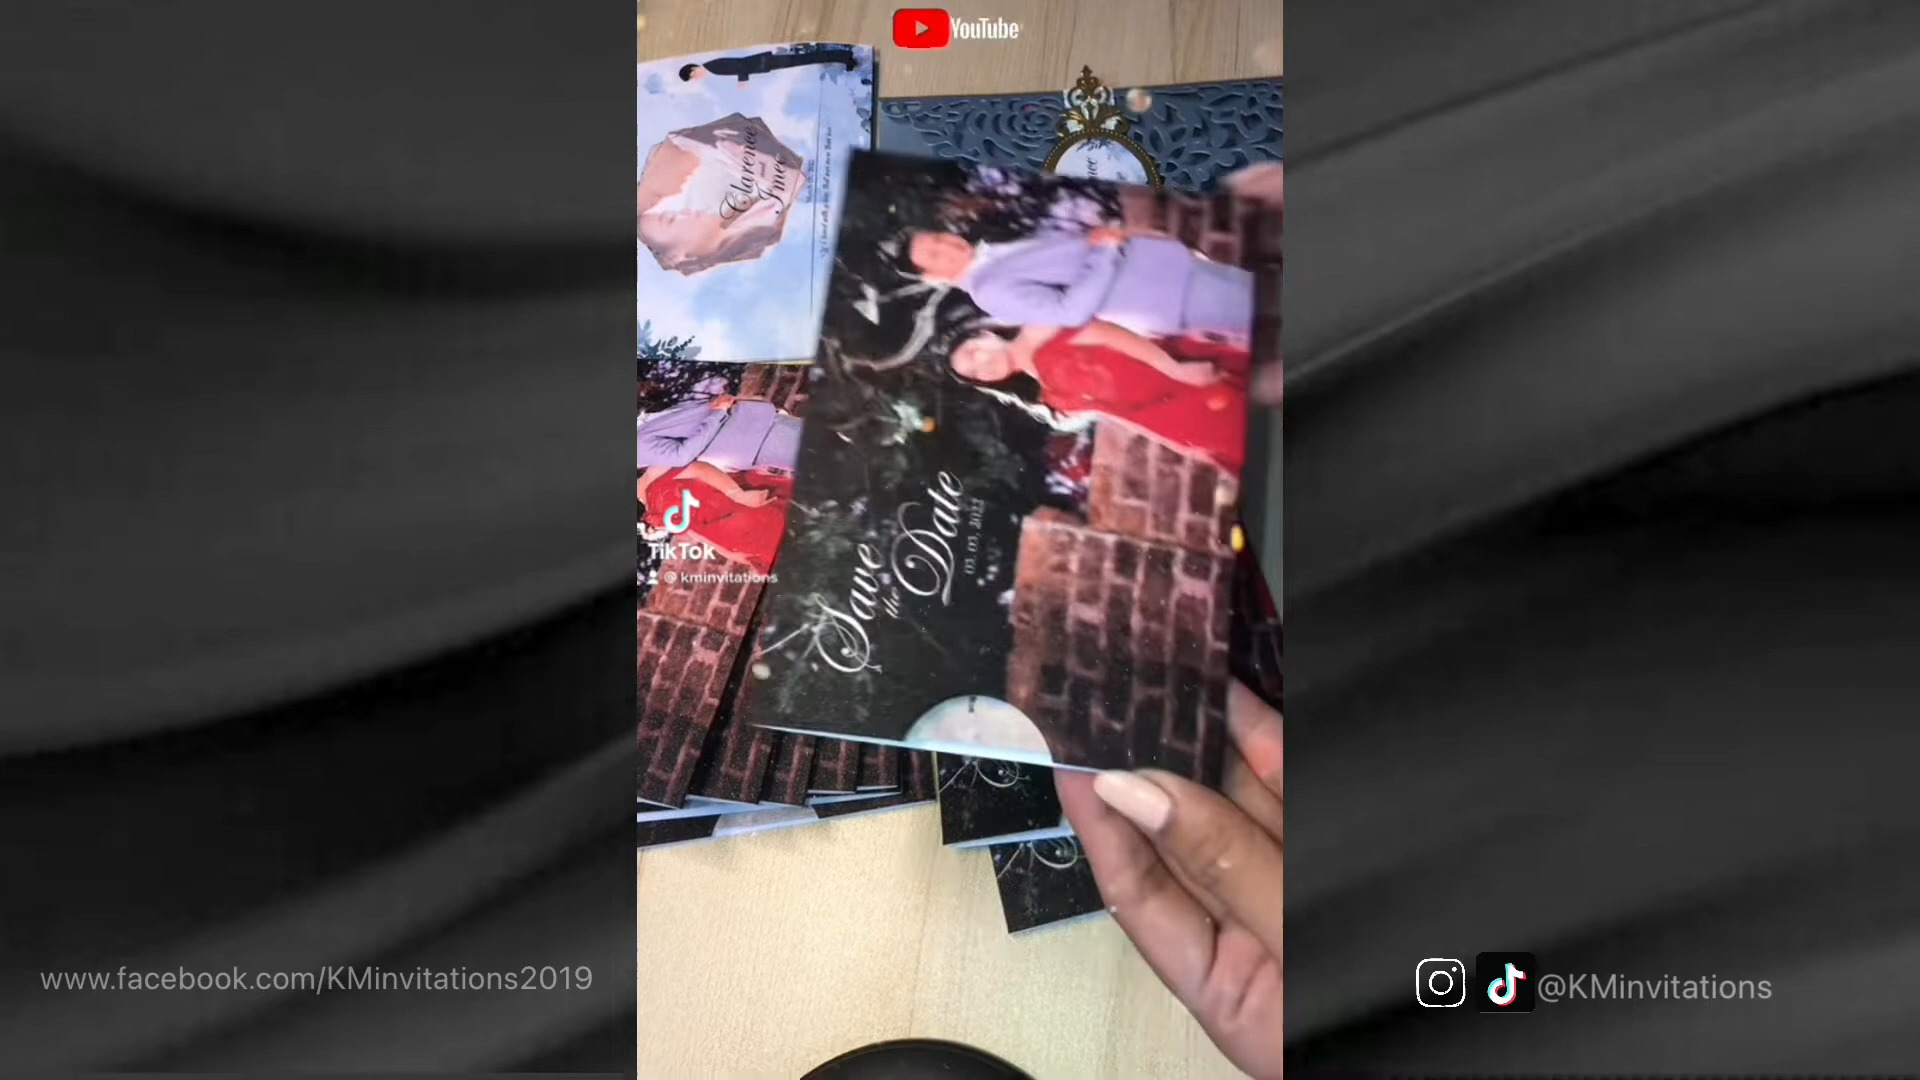 YouTube
Clarence
and
Imee
Save
the Date
03. 03. 2022
TikTok
@ kminvitations
www.facebook.com/KMinvitations2019
@KMinvitations